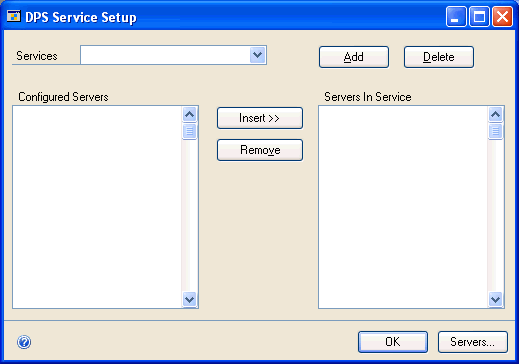 DPS Service Setup
Services
Add
Delete
Configured Servers
Servers In Service
Insert >>
Remove
?
OK
Servers...